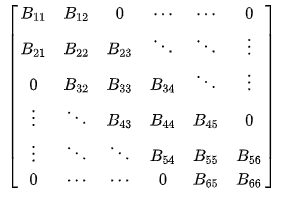 B₁₁ B₁₂ 0 ⋯ ⋯ 0
B₂₁ B₂₂ B₂₃ ⋱ ⋱ ⋮
0 B₃₂ B₃₃ B₃₄ ⋱ ⋮
⋮ ⋱ B₄₃ B₄₄ B₄₅ 0
⋮ ⋱ ⋱ B₅₄ B₅₅ B₅₆
0 ⋯ ⋯ 0 B₆₅ B₆₆